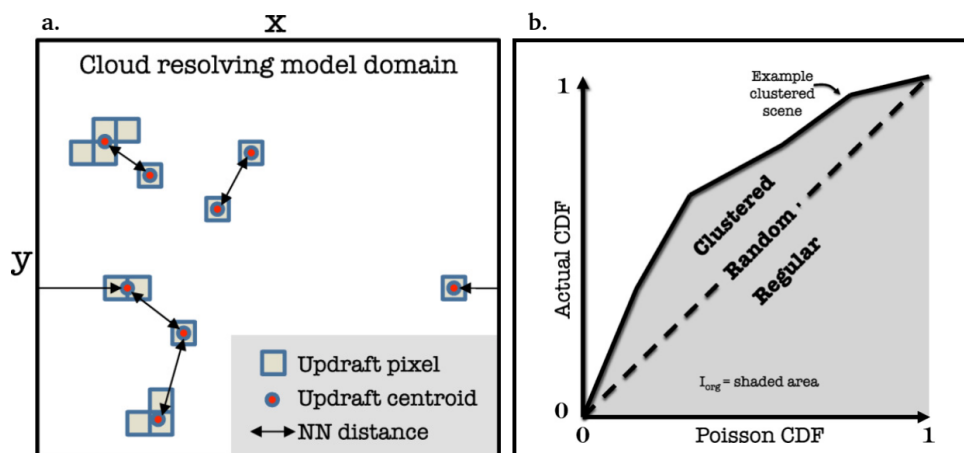 a.
x
Cloud resolving model domain
y
Updraft pixel
Updraft centroid
NN distance
b.
1
Example
clustered
scene
Actual CDF
Clustered
Random
Regular
I_org = shaded area
0
0
Poisson CDF
1